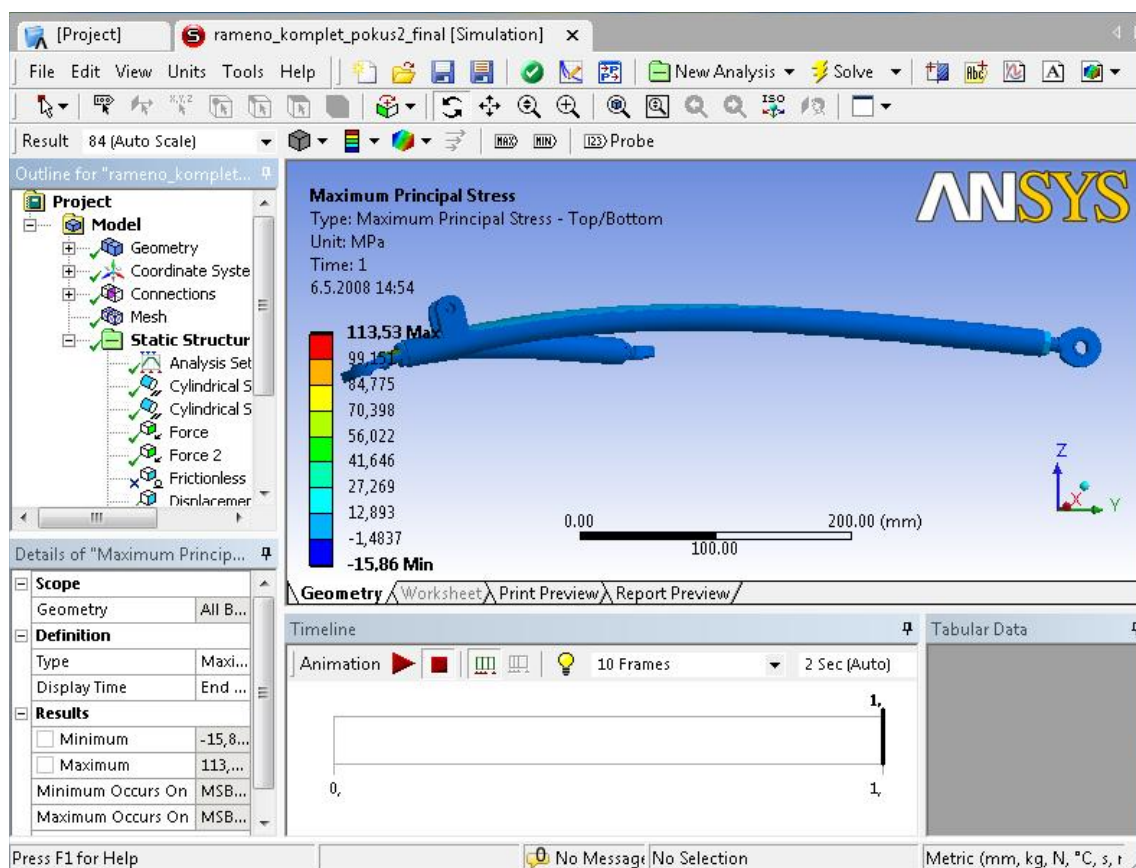 [Project]
rameno_komplet_pokus2_final [Simulation]
File Edit View Units Tools Help
New Analysis
Solve
ISO
Result 84 (Auto Scale)
MAX MIN 123 Probe
Outline for "rameno_komplet...
Project
Model
Geometry
Coordinate Syste
Connections
Mesh
Static Structur
Analysis Set
Cylindrical S
Cylindrical S
Force
Force 2
Frictionless
Displacemer
Maximum Principal Stress
Type: Maximum Principal Stress - Top/Bottom
Unit: MPa
Time: 1
6.5.2008 14:54
ANSYS
113,53 Max
84,775
70,398
56,022
41,646
27,269
12,893
-1,4837
-15,86 Min
0.00 200.00 (mm)
100.00
Z
X
Y
Geometry Worksheet Print Preview Report Preview
Details of "Maximum Princip...
Scope
Geometry All B...
Definition
Type Maxi...
Display Time End ...
Results
Minimum -15,8...
Maximum 113,...
Minimum Occurs On MSB...
Maximum Occurs On MSB...
Timeline
Animation 10 Frames 2 Sec (Auto)
1,
0, 1,
Tabular Data
Press F1 for Help
0 No Messag No Selection
Metric (mm, kg, N, °C, s, r